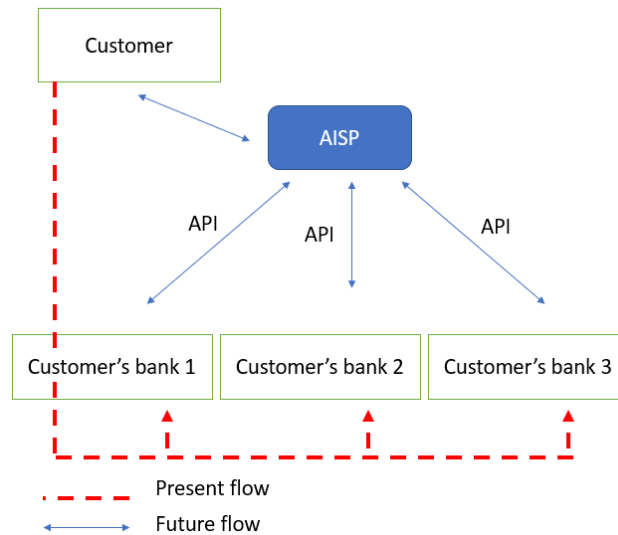 Customer
AISP
API
API
API
Customer's bank 1
Customer's bank 2
Customer's bank 3
Present flow
Future flow